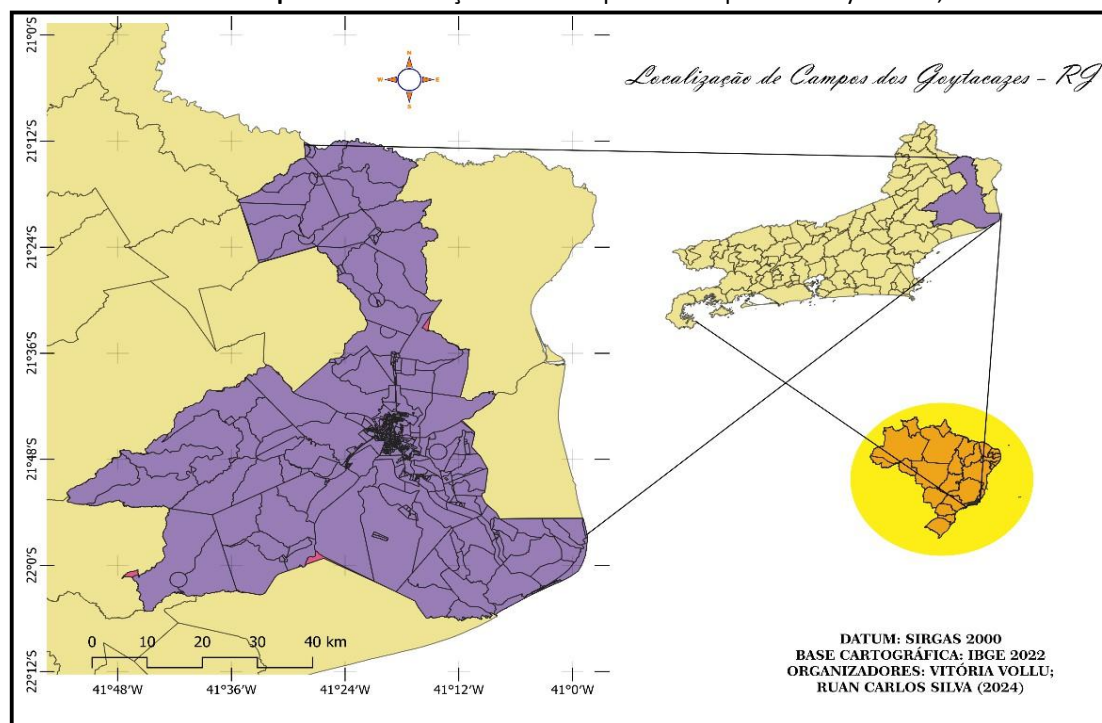 Localização de Campos dos Goytacazes - RJ
N
W
E
S
21°0'S
21°12'S
21°24'S
21°36'S
21°48'S
22°0'S
22°12'S
0 10 20 30 40 km
41°48'W 41°36'W 41°24'W 41°12'W 41°0'W
DATUM: SIRGAS 2000
BASE CARTOGRÁFICA: IBGE 2022
ORGANIZADORES: VITÓRIA VOLLU;
RUAN CARLOS SILVA (2024)